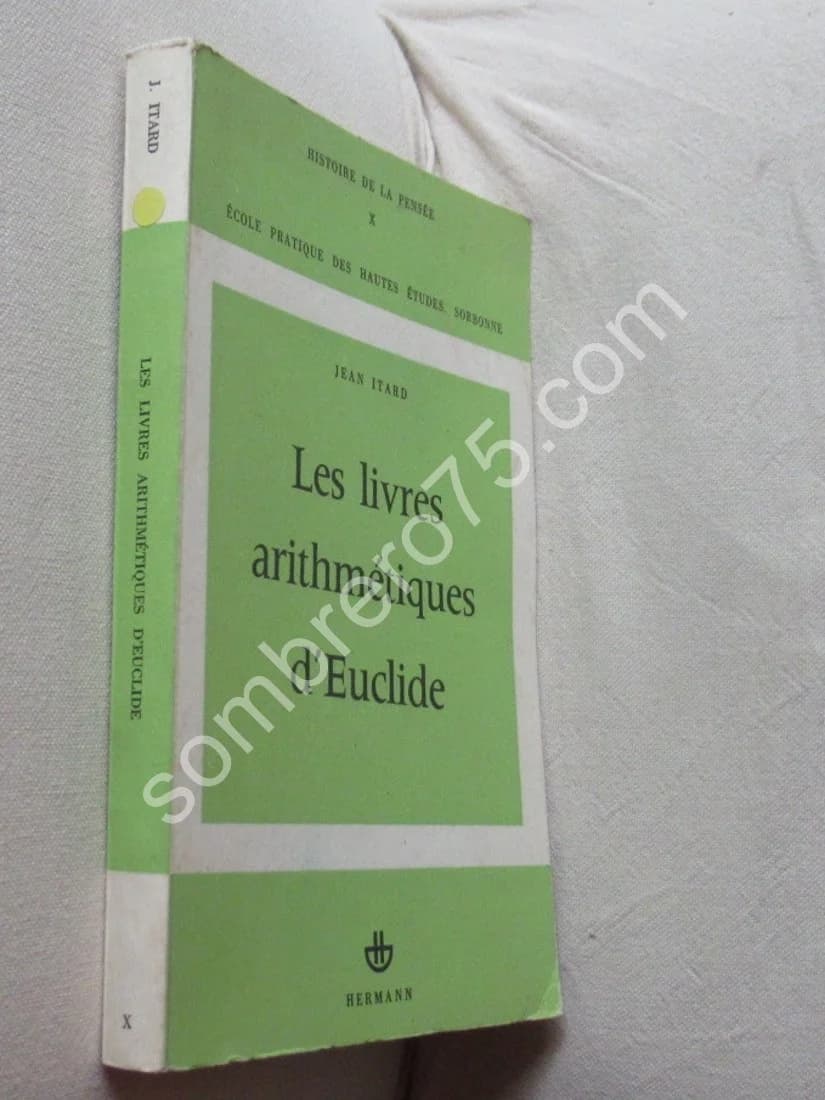 J. ITARD
LES LIVRES ARITHMÉTIQUES D'EUCLIDE
X
HISTOIRE DE LA PENSÉE
X
ÉCOLE PRATIQUE DES HAUTES ÉTUDES, SORBONNE
JEAN ITARD
Les livres
arithmétiques
d'Euclide
HERMANN
sombrero75.com